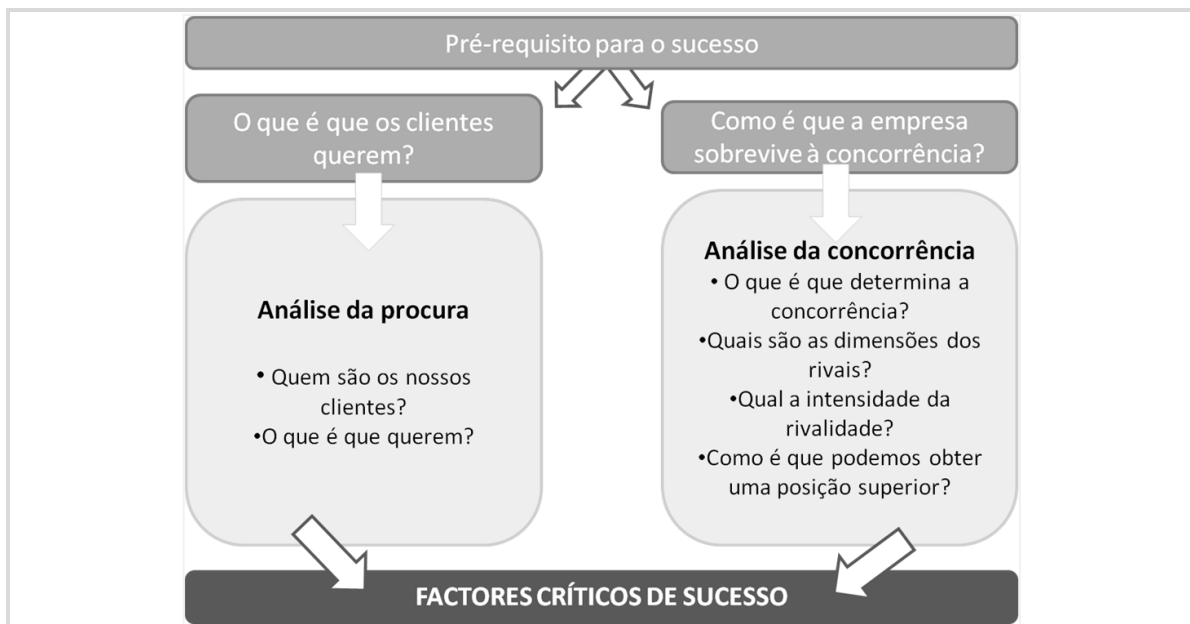 Pré-requisito para o sucesso
O que é que os clientes
querem?
Análise da procura
• Quem são os nossos
clientes?
•O que é que querem?
Como é que a empresa
sobrevive à concorrência?
Análise da concorrência
• O que é que determina a
concorrência?
•Quais são as dimensões dos
rivais?
•Qual a intensidade da
rivalidade?
•Como é que podemos obter
uma posição superior?
FACTORES CRÍTICOS DE SUCESSO